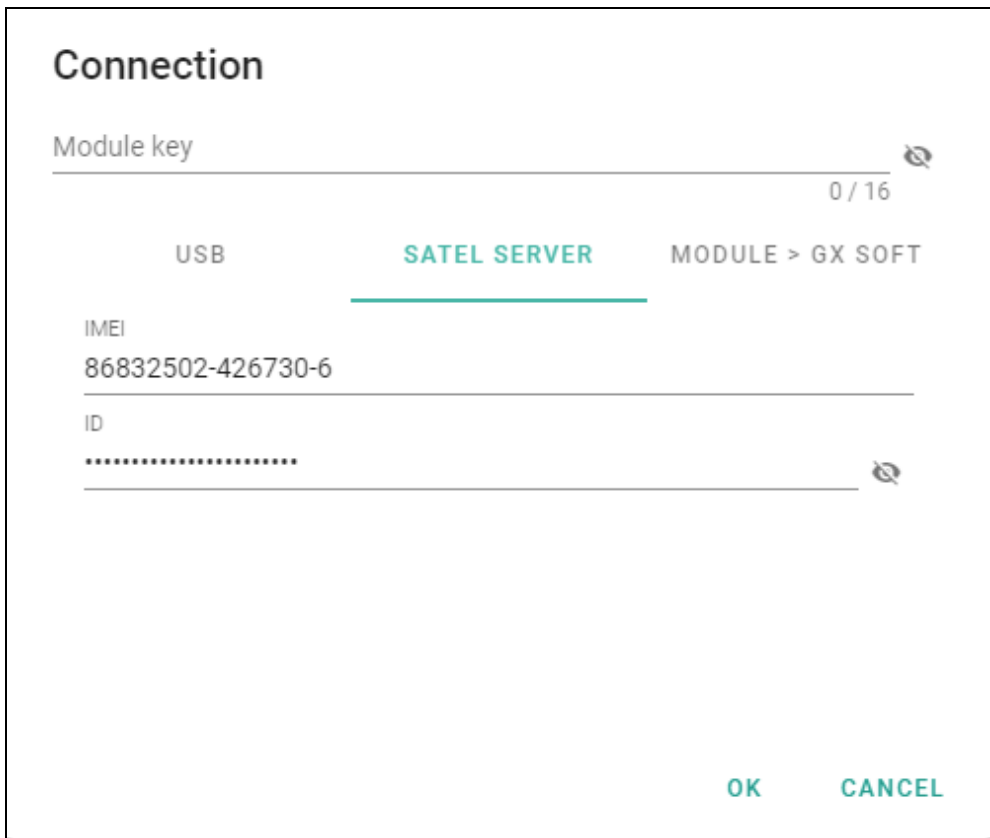 Connection
Module key
0 / 16
USB SATEL SERVER MODULE > GX SOFT
IMEI
86832502-426730-6
ID
•••••••••••••••••••••••
OK CANCEL